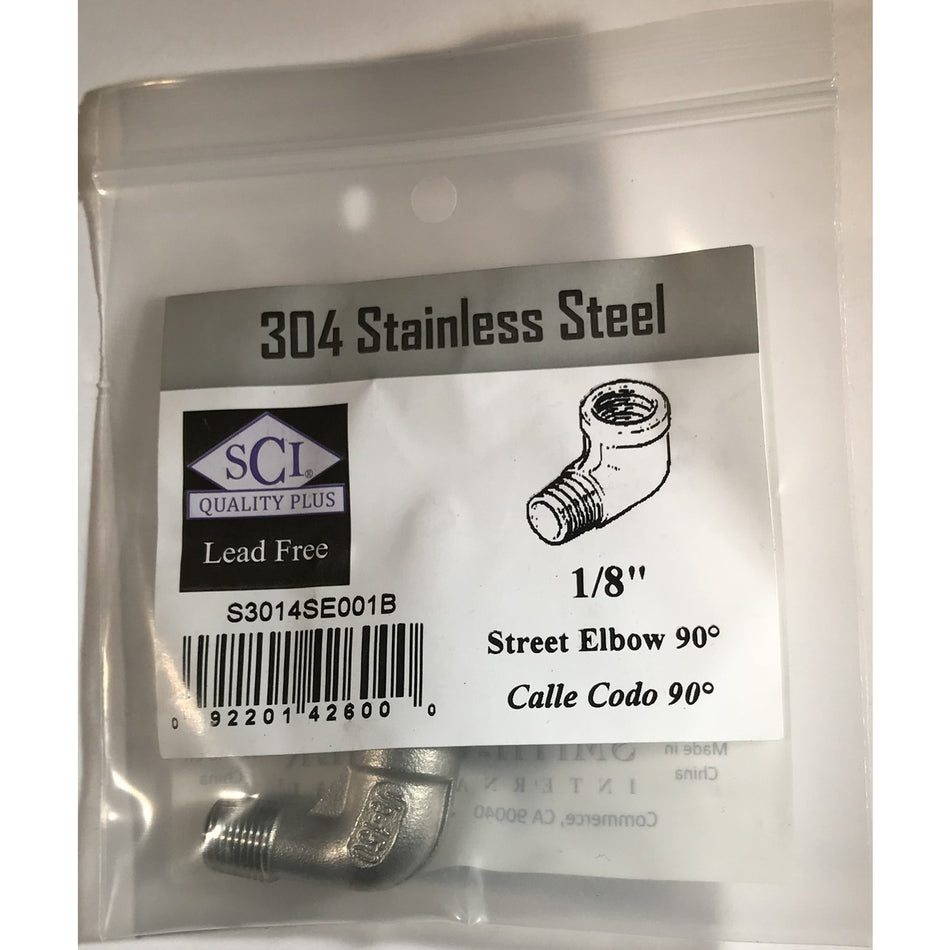 304 Stainless Steel
SCI®
QUALITY PLUS
Lead Free
S3014SE001B
0 92201 42600 0
1/8"
Street Elbow 90°
Calle Codo 90°
Made in
China
INTERNA
Commerce, CA 90040